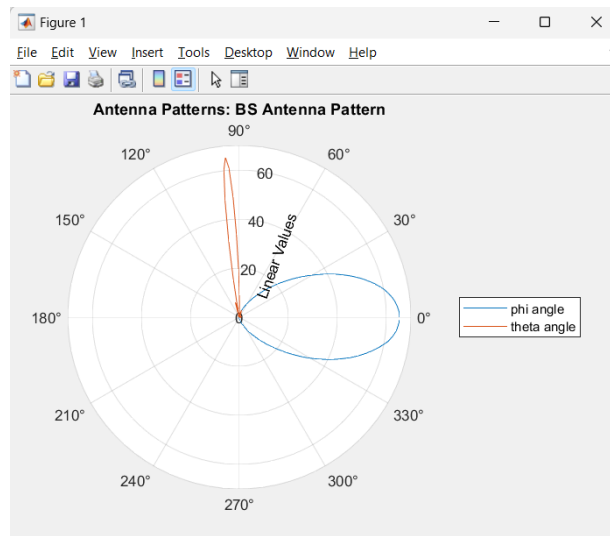 Figure 1
File Edit View Insert Tools Desktop Window Help
Antenna Patterns: BS Antenna Pattern
90°
120° 60°
60
150° 40 30°
Linear Values
20
180° 0 0°
phi angle
theta angle
210° 330°
240° 300°
270°